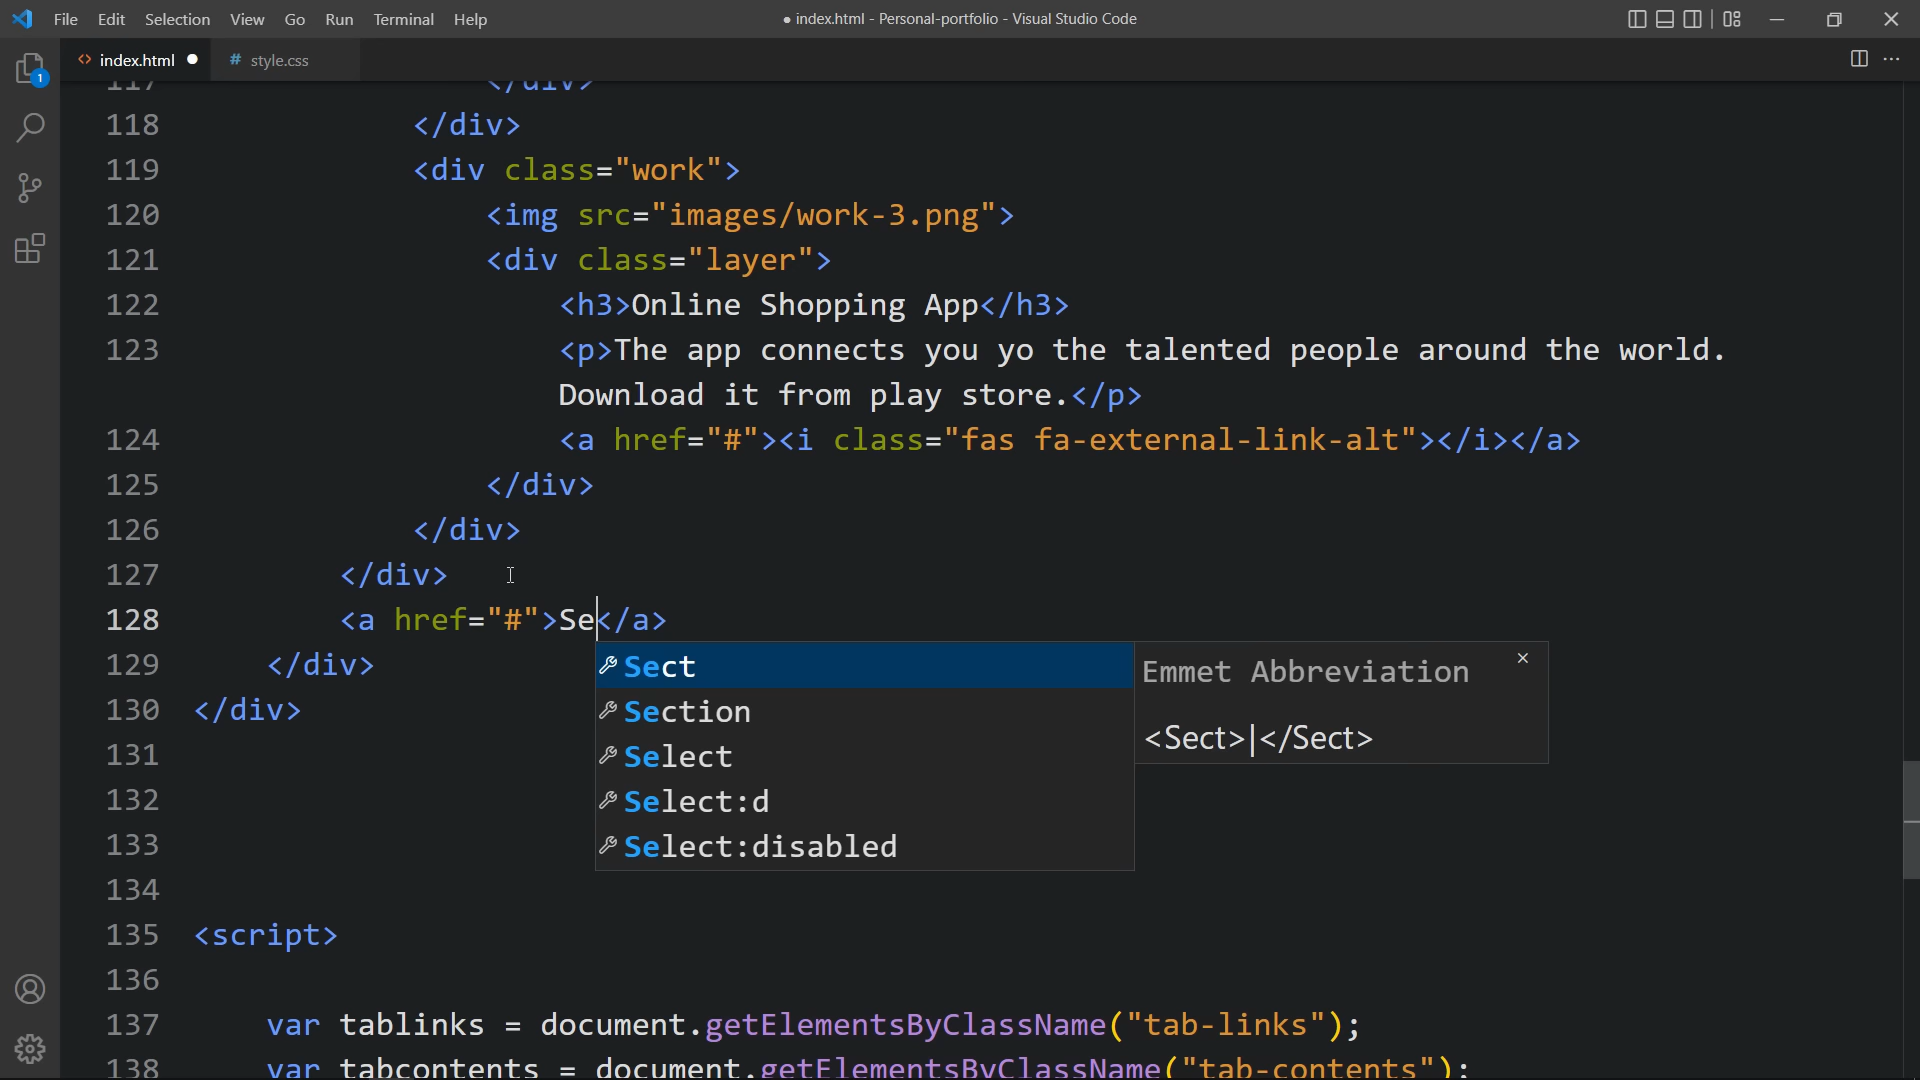 File Edit Selection View Go Run Terminal Help
● index.html - Personal-portfolio - Visual Studio Code
<> index.html ●
# style.css
1
117 </div>
118 </div>
119 <div class="work">
120 <img src="images/work-3.png">
121 <div class="layer">
122 <h3>Online Shopping App</h3>
123 <p>The app connects you yo the talented people around the world.
Download it from play store.</p>
124 <a href="#"><i class="fas fa-external-link-alt"></i></a>
125 </div>
126 </div>
127 </div>
128 <a href="#">Se</a>
129 </div>
Sect
Section
Select
Select:d
Select:disabled
Emmet Abbreviation
<Sect>|</Sect>
130 </div>
131
132
133
134
135 <script>
136
137 var tablinks = document.getElementsByClassName("tab-links");
138 var tabcontents = document.getElementsByClassName("tab-contents");